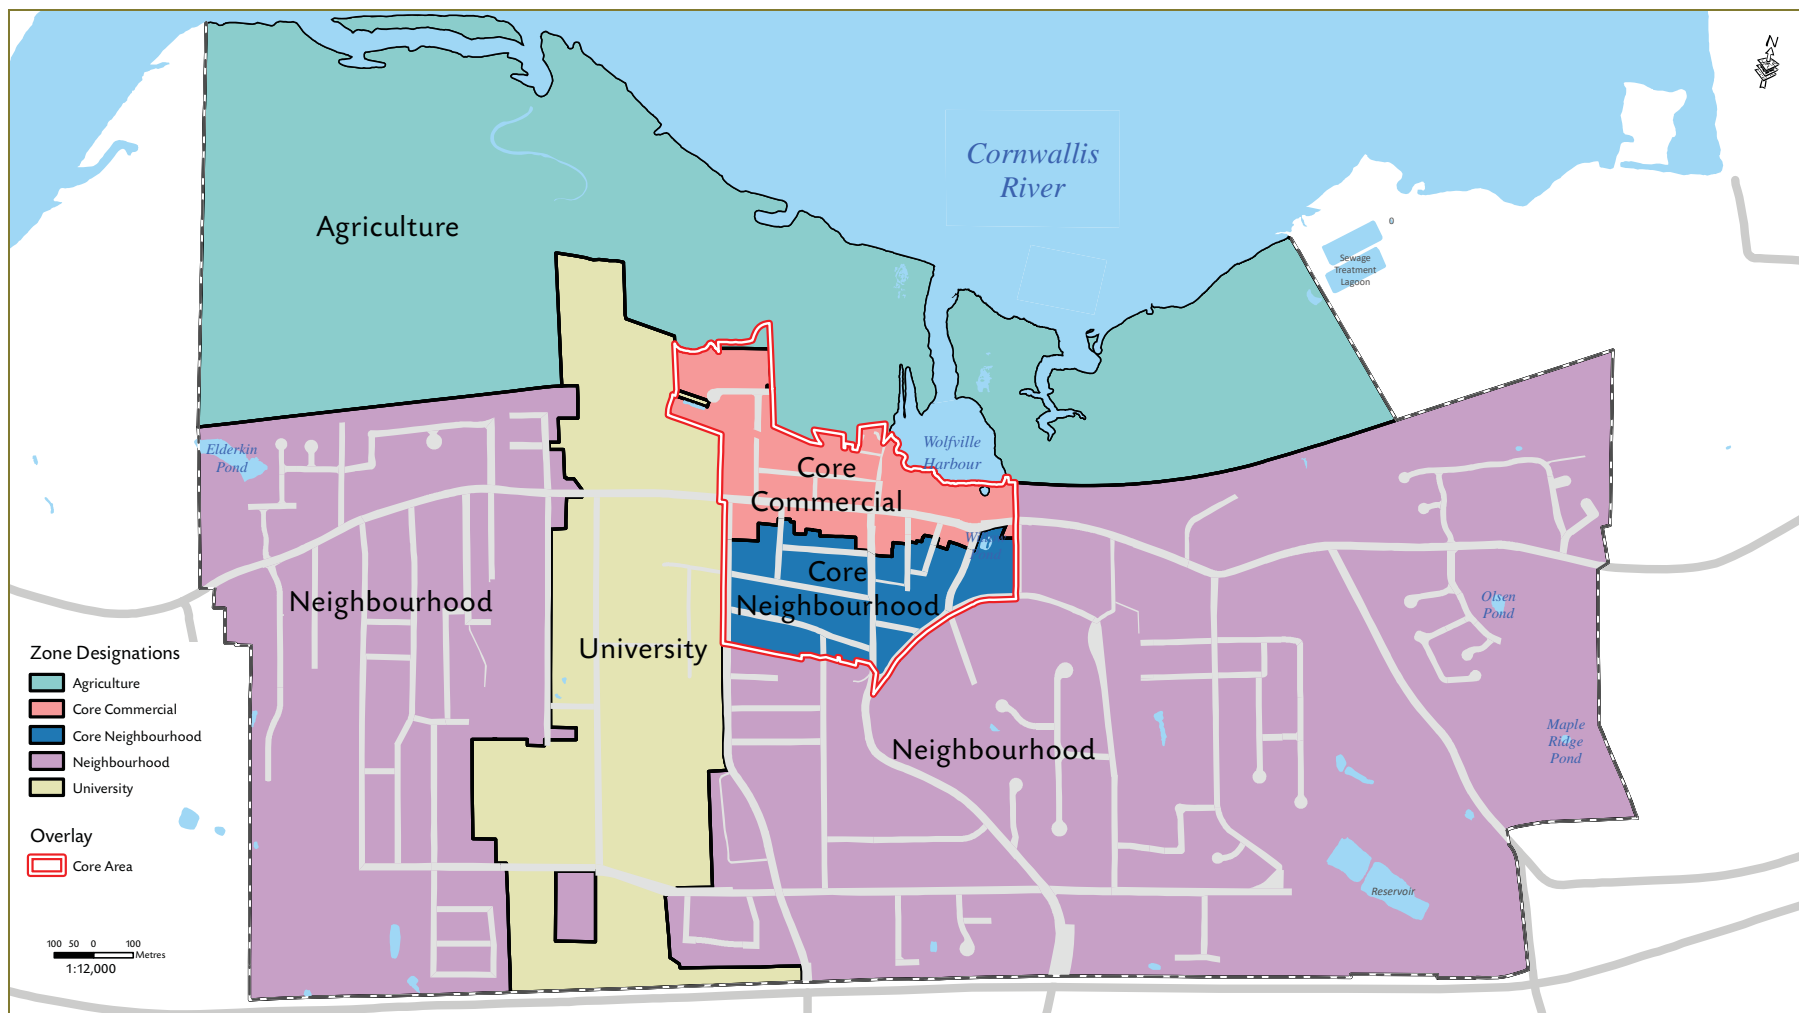 N
Cornwallis
River
0
Agriculture
Sewage
Treatment
Lagoon
Elderkin
Pond
Wolfville
Harbour
Core
Commercial
Core
Neighbourhood
Neighbourhood
University
Olsen
Pond
Maple
Ridge
Pond
Neighbourhood
Reservoir
Zone Designations
Agriculture
Core Commercial
Core Neighbourhood
Neighbourhood
University
Overlay
Core Area
100 50 0 100
Metres
1:12,000